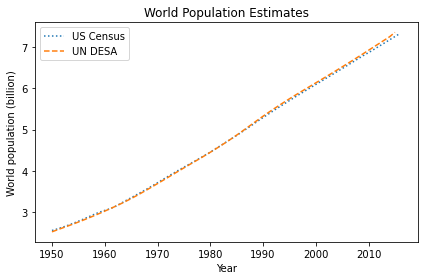 World Population Estimates
US Census
UN DESA
World population (billion)
7
6
5
4
3
1950 1960 1970 1980 1990 2000 2010
Year